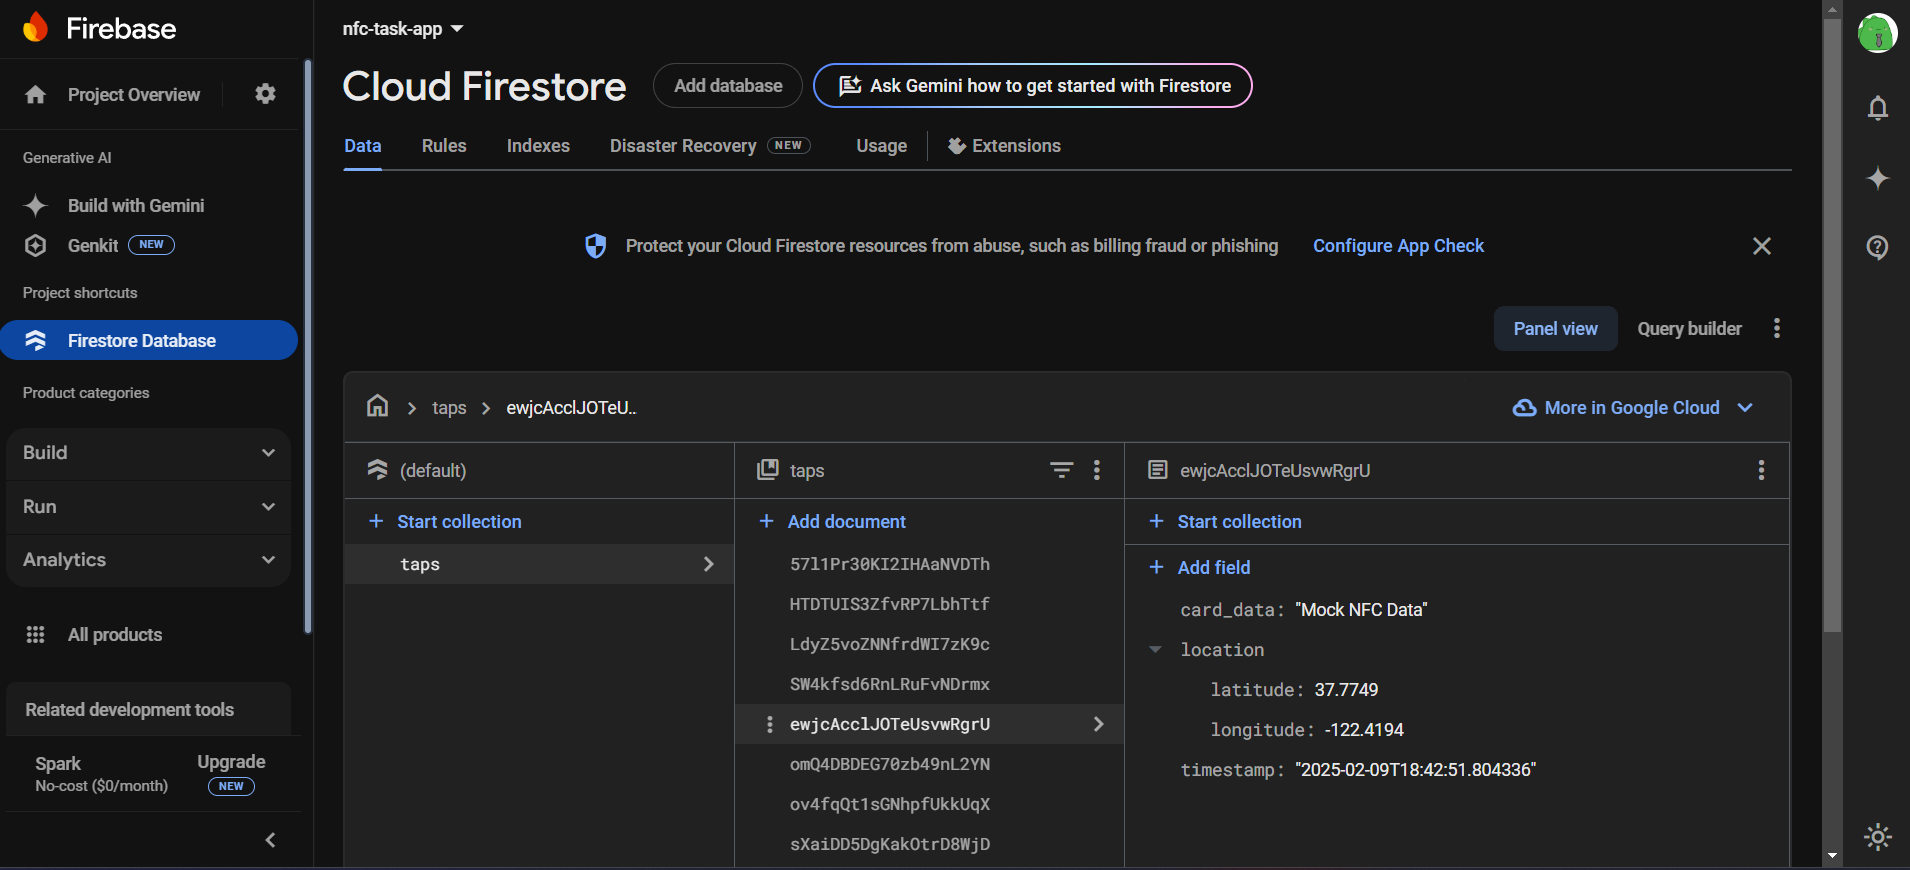 Firebase
Project Overview
Generative AI
Build with Gemini
Genkit NEW
Project shortcuts
Firestore Database
Product categories
Build
Run
Analytics
All products
Related development tools
Spark
No-cost ($0/month)
Upgrade
NEW
nfc-task-app
Cloud Firestore
Add database
Ask Gemini how to get started with Firestore
Data
Rules
Indexes
Disaster Recovery NEW
Usage
Extensions
Protect your Cloud Firestore resources from abuse, such as billing fraud or phishing
Configure App Check
Panel view
Query builder
taps
ewjcAcclJOTeU..
More in Google Cloud
(default)
Start collection
taps
taps
Add document
57l1Pr30KI2IHAaNVDTh
HTDTUIS3ZfvRP7LbhTtf
LdyZ5voZNNfrdWI7zK9c
SW4kfsd6RnLRuFvNDrmx
ewjcAcclJOTeUsvwRgrU
omQ4DBDEG70zb49nL2YN
ov4fqQt1sGNhpfUkkUqX
sXaiDD5DgKakOtrD8WjD
ewjcAcclJOTeUsvwRgrU
Start collection
Add field
card_data: "Mock NFC Data"
location
latitude: 37.7749
longitude: -122.4194
timestamp: "2025-02-09T18:42:51.804336"